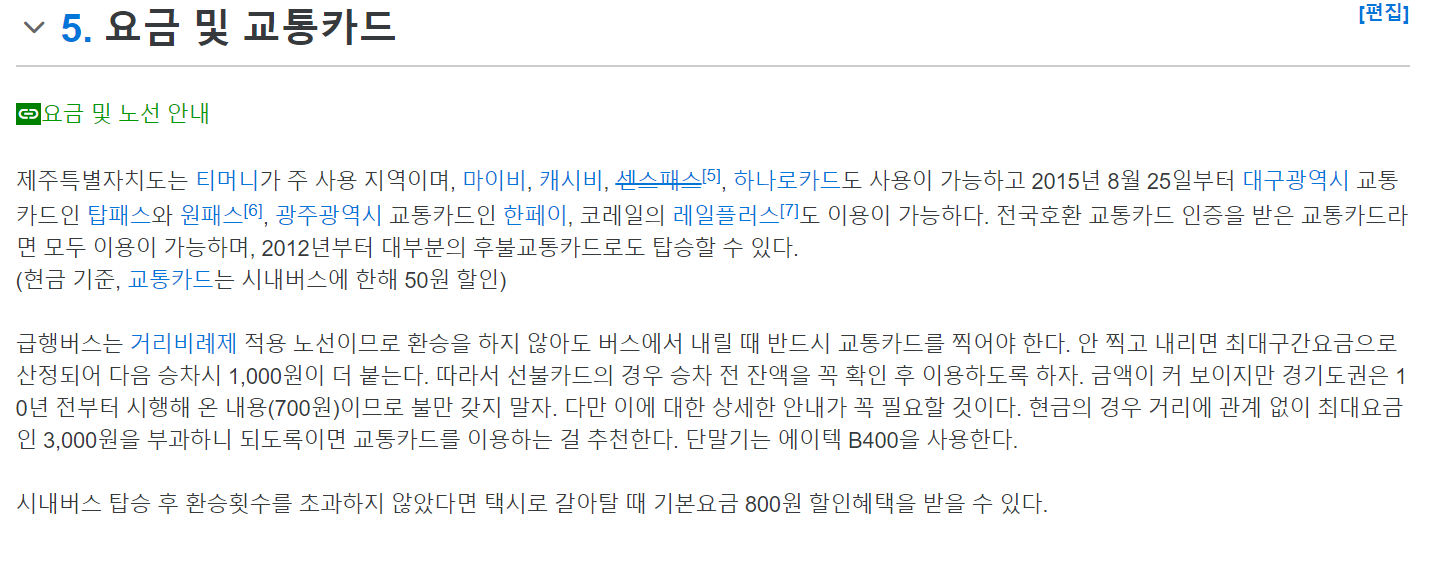 5. 요금 및 교통카드
[편집]
요금 및 노선 안내
제주특별자치도는 티머니가 주 사용 지역이며, 마이비, 캐시비, 센스패스[5], 하나로카드도 사용이 가능하고 2015년 8월 25일부터 대구광역시 교통
카드인 탑패스와 원패스[6], 광주광역시 교통카드인 한페이, 코레일의 레일플러스[7]도 이용이 가능하다. 전국호환 교통카드 인증을 받은 교통카드라
면 모두 이용이 가능하며, 2012년부터 대부분의 후불교통카드로도 탑승할 수 있다.
(현금 기준, 교통카드는 시내버스에 한해 50원 할인)
급행버스는 거리비례제 적용 노선이므로 환승을 하지 않아도 버스에서 내릴 때 반드시 교통카드를 찍어야 한다. 안 찍고 내리면 최대구간요금으로
산정되어 다음 승차시 1,000원이 더 붙는다. 따라서 선불카드의 경우 승차 전 잔액을 꼭 확인 후 이용하도록 하자. 금액이 커 보이지만 경기도권은 1
0년 전부터 시행해 온 내용(700원)이므로 불만 갖지 말자. 다만 이에 대한 상세한 안내가 꼭 필요할 것이다. 현금의 경우 거리에 관계 없이 최대요금
인 3,000원을 부과하니 되도록이면 교통카드를 이용하는 걸 추천한다. 단말기는 에이텍 B400을 사용한다.
시내버스 탑승 후 환승횟수를 초과하지 않았다면 택시로 갈아탈 때 기본요금 800원 할인혜택을 받을 수 있다.